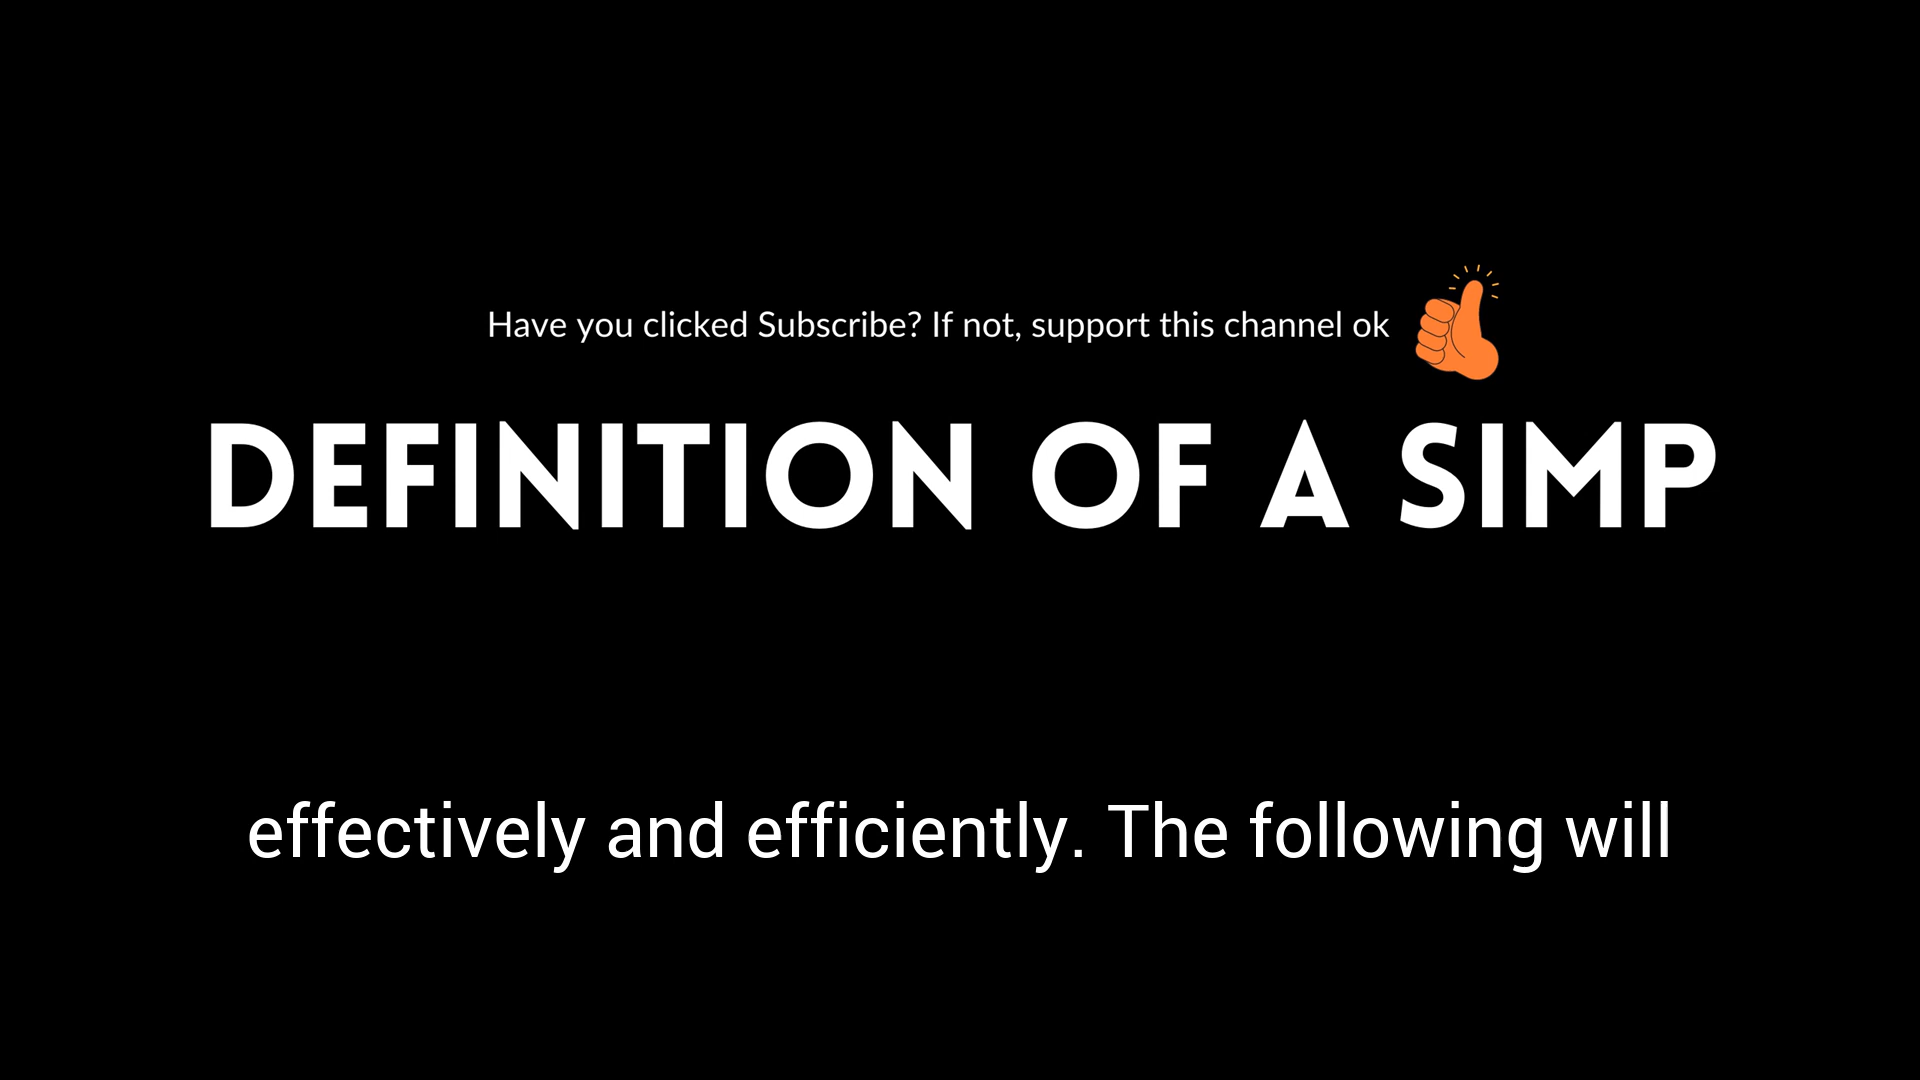 Have you clicked Subscribe? If not, support this channel ok
DEFINITION OF A SIMP
effectively and efficiently. The following will